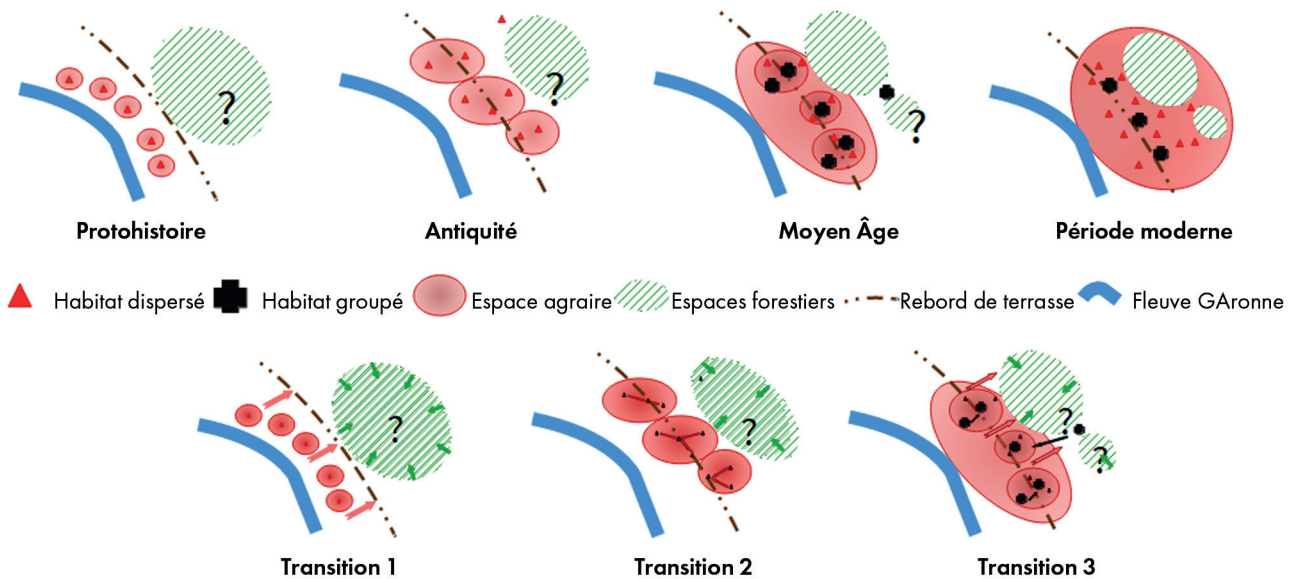 ?
?
?
Protohistoire
Antiquité
Moyen Âge
Période moderne
Habitat dispersé
Habitat groupé
Espace agraire
Espaces forestiers
Rebord de terrasse
Fleuve GAronne
?
?
?
?
Transition 1
Transition 2
Transition 3